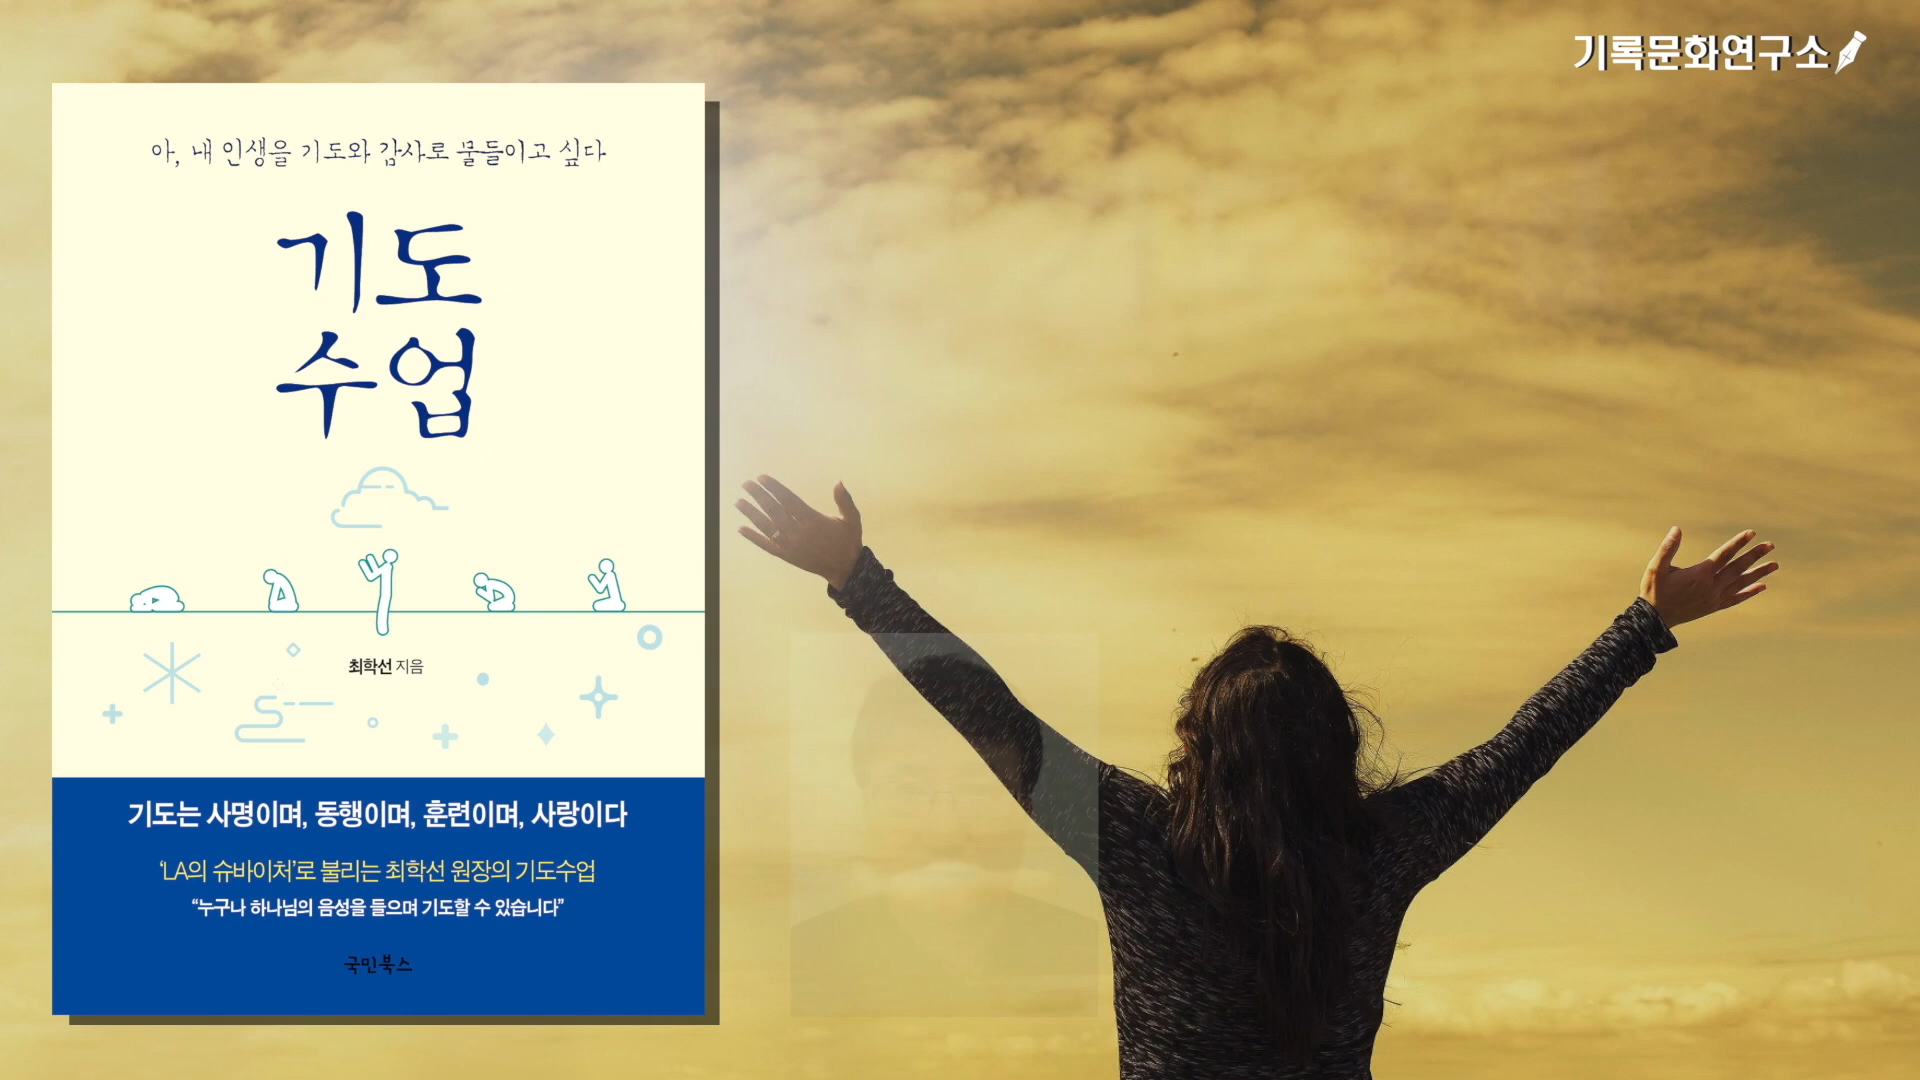 기록문화연구소
아, 내 인생을 기도와 감사로 물들이고 싶다
기도
수업
최학선 지음
기도는 사명이며, 동행이며, 훈련이며, 사랑이다
‘LA의 슈바이처’로 불리는 최학선 원장의 기도수업
“누구나 하나님의 음성을 들으며 기도할 수 있습니다”
국민북스